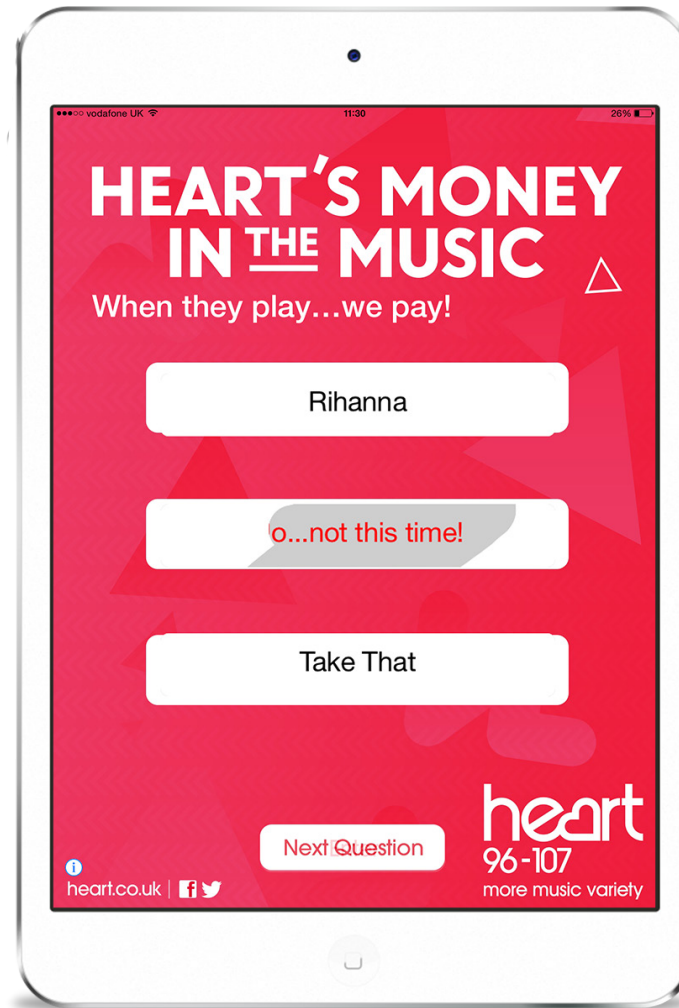 vodafone UK 11:30 26%
HEART'S MONEY
IN THE MUSIC
When they play...we pay!
Rihanna
o...not this time!
Take That
Next Question
heart
96-107
more music variety
heart.co.uk